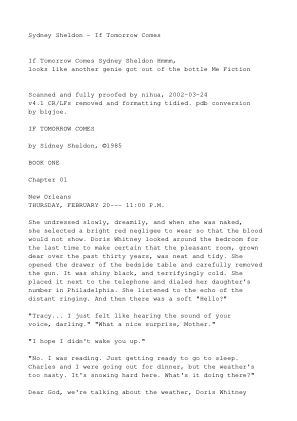 Sydney Sheldon - If Tomorrow Comes
If Tomorrow Comes Sydney Sheldon Hmmm,
looks like another genie got out of the bottle Me Fiction
Scanned and fully proofed by nihua, 2002-03-24
v4.1 CR/LFs removed and formatting tidied. pdb conversion
by bigjoe.
IF TOMORROW COMES
by Sidney Sheldon, ©1985
BOOK ONE
Chapter 01
New Orleans
THURSDAY, FEBRUARY 20--- 11:00 P.M.
She undressed slowly, dreamily, and when she was naked,
she selected a bright red negligee to wear so that the blood
would not show. Doris Whitney looked around the bedroom for
the last time to make certain that the pleasant room, grown
dear over the past thirty years, was neat and tidy. She
opened the drawer of the bedside table and carefully removed
the gun. It was shiny black, and terrifyingly cold. She
placed it next to the telephone and dialed her daughter's
number in Philadelphia. She listened to the echo of the
distant ringing. And then there was a soft "Hello?"
"Tracy... I just felt like hearing the sound of your
voice, darling." "What a nice surprise, Mother."
"I hope I didn't wake you up."
"No. I was reading. Just getting ready to go to sleep.
Charles and I were going out for dinner, but the weather's
too nasty. It's snowing hard here. What's it doing there?"
Dear God, we're talking about the weather, Doris Whitney